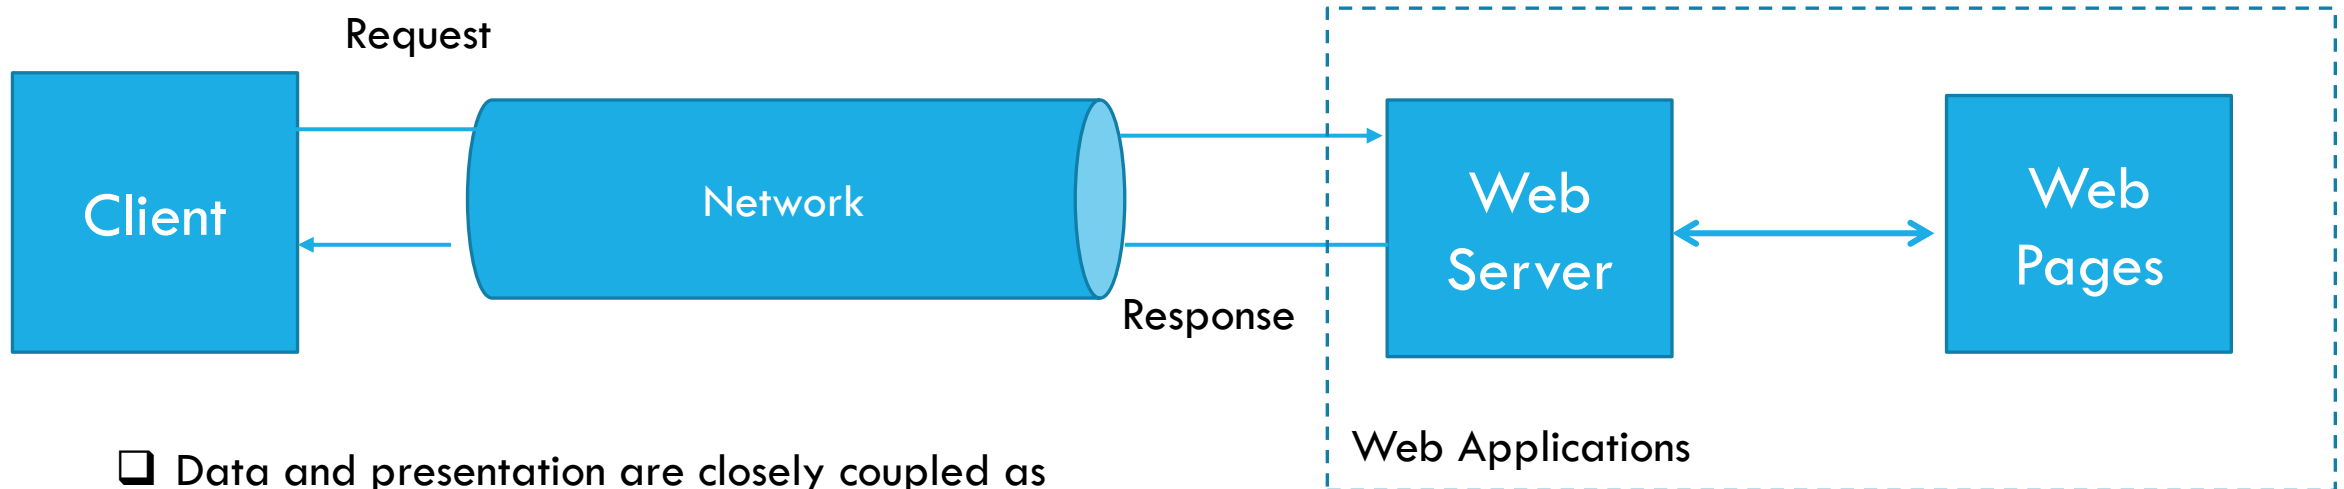 Request
Client
Network
Web
Server
Web
Pages
Response
Web Applications
Data and presentation are closely coupled as